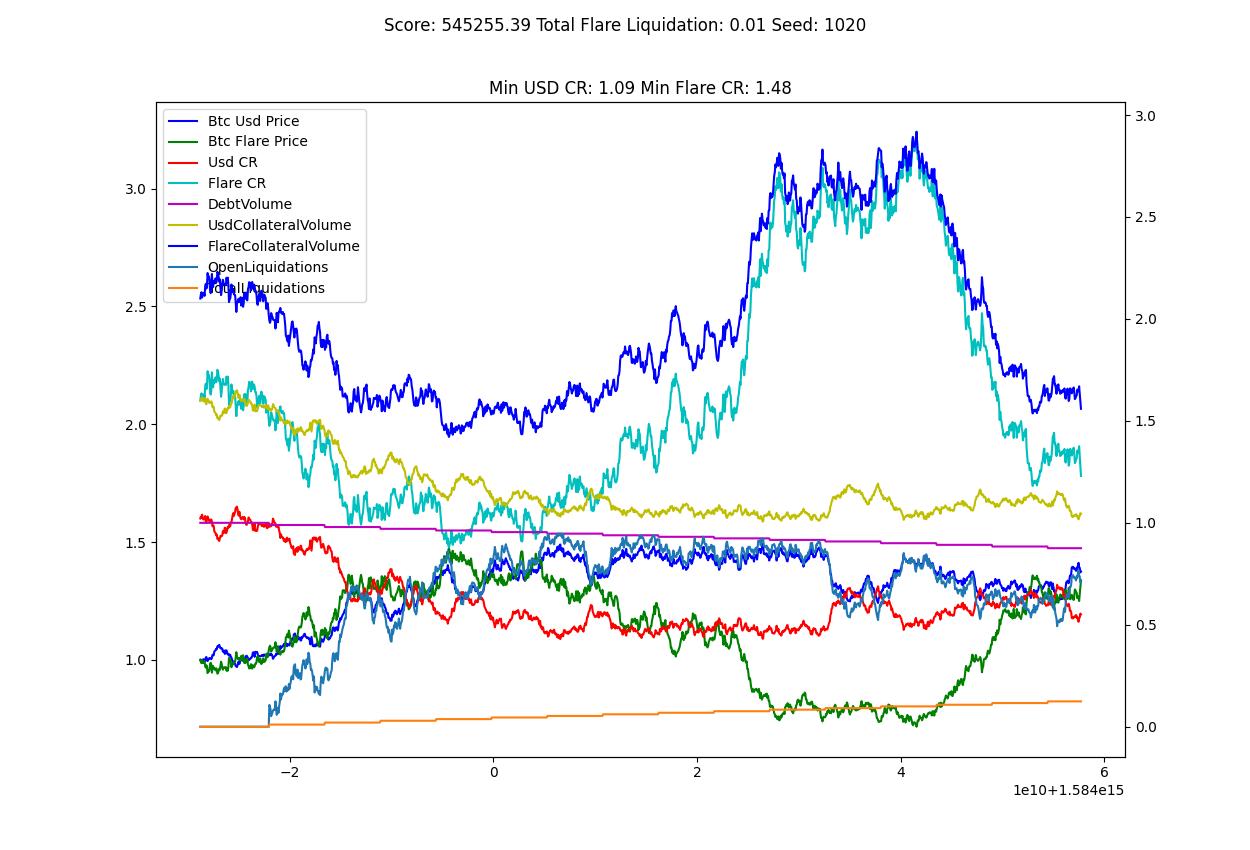 Score: 545255.39 Total Flare Liquidation: 0.01 Seed: 1020
Min USD CR: 1.09 Min Flare CR: 1.48
Btc Usd Price
Btc Flare Price
Usd CR
Flare CR
DebtVolume
UsdCollateralVolume
FlareCollateralVolume
OpenLiquidations
TotalLiquidations
3.0
2.5
2.0
1.5
1.0
3.0
2.5
2.0
1.5
1.0
0.5
0.0
−2
0
2
4
6
1e10+1.584e15